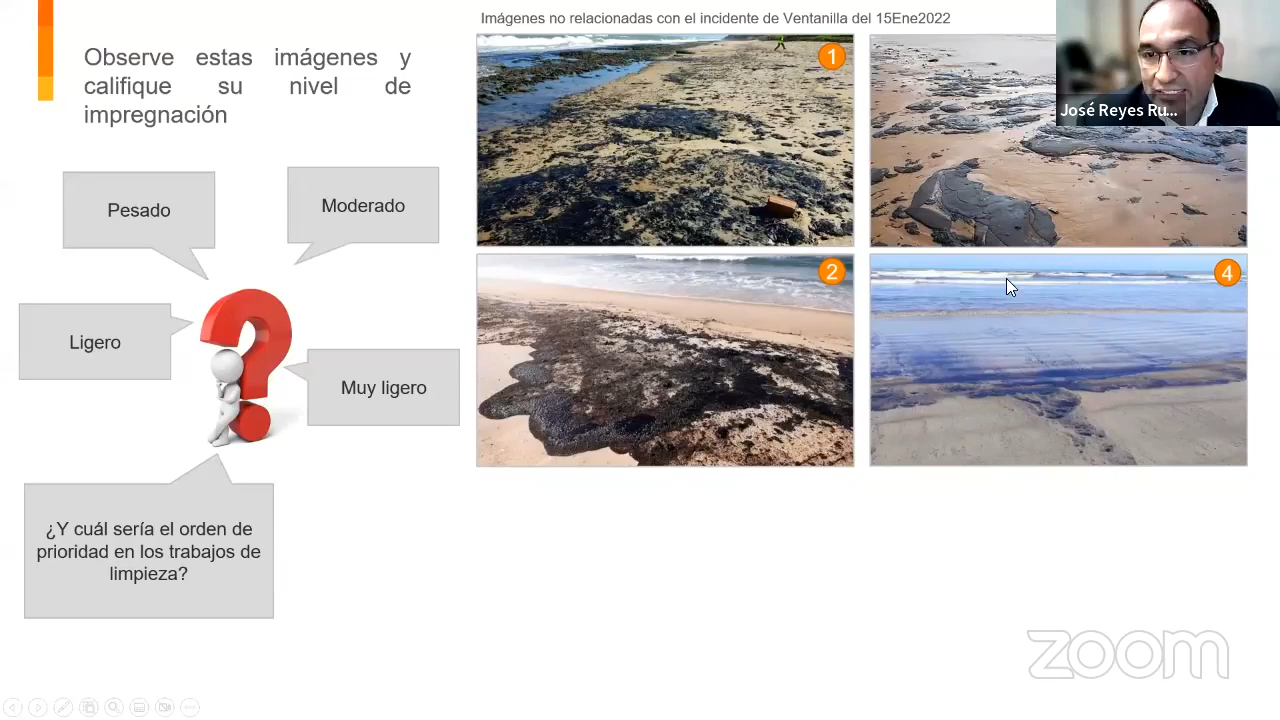 Imágenes no relacionadas con el incidente de Ventanilla del 15Ene2022
Observe estas imágenes y
califique su nivel de
impregnación
1
José Reyes Ru...
Pesado
Moderado
2
4
Ligero
Muy ligero
¿Y cuál sería el orden de
prioridad en los trabajos de
limpieza?
zoom